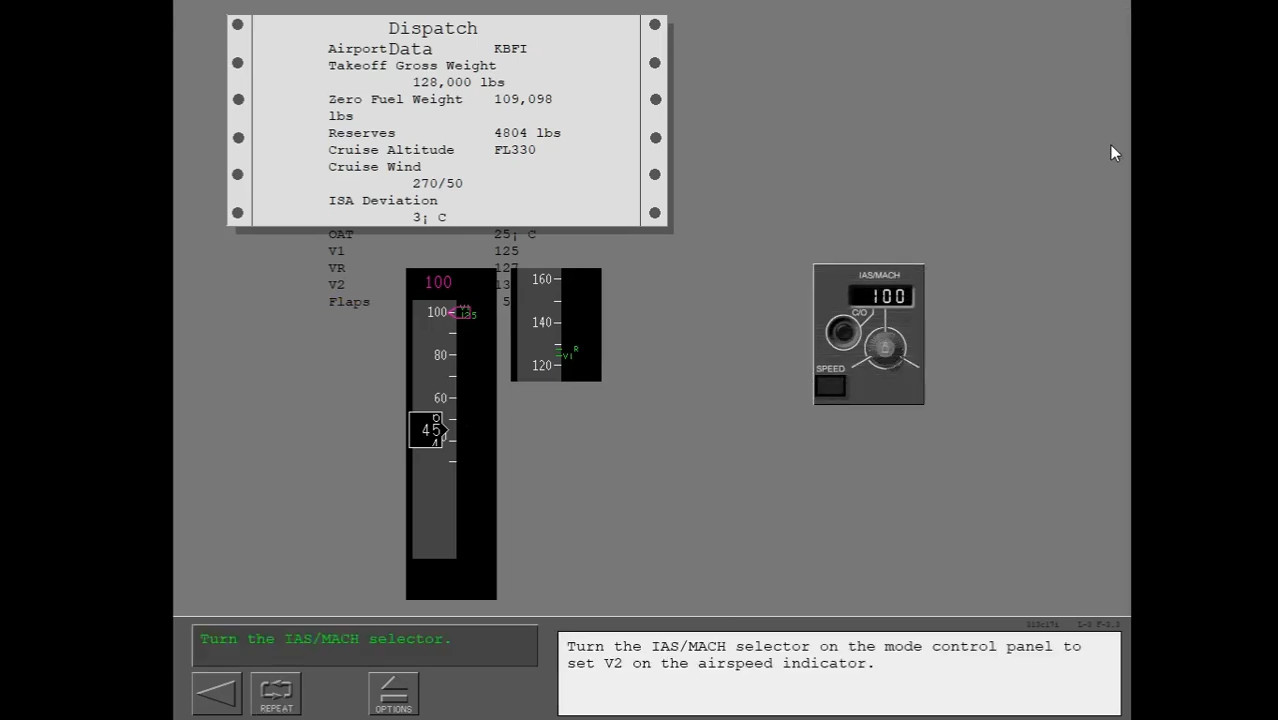 Dispatch
Data
Airport KBFI
Takeoff Gross Weight
128,000 lbs
Zero Fuel Weight 109,098
lbs
Reserves 4804 lbs
Cruise Altitude FL330
Cruise Wind
270/50
ISA Deviation
3¡ C
OAT 25¡ C
V1 125
VR 127
V2 13
Flaps 5
100
100
80
60
45
V1
125
160
140
120
R
V1
IAS/MACH
100
C/O
SPEED
Turn the IAS/MACH selector.
Turn the IAS/MACH selector on the mode control panel to
set V2 on the airspeed indicator.
REPEAT
OPTIONS